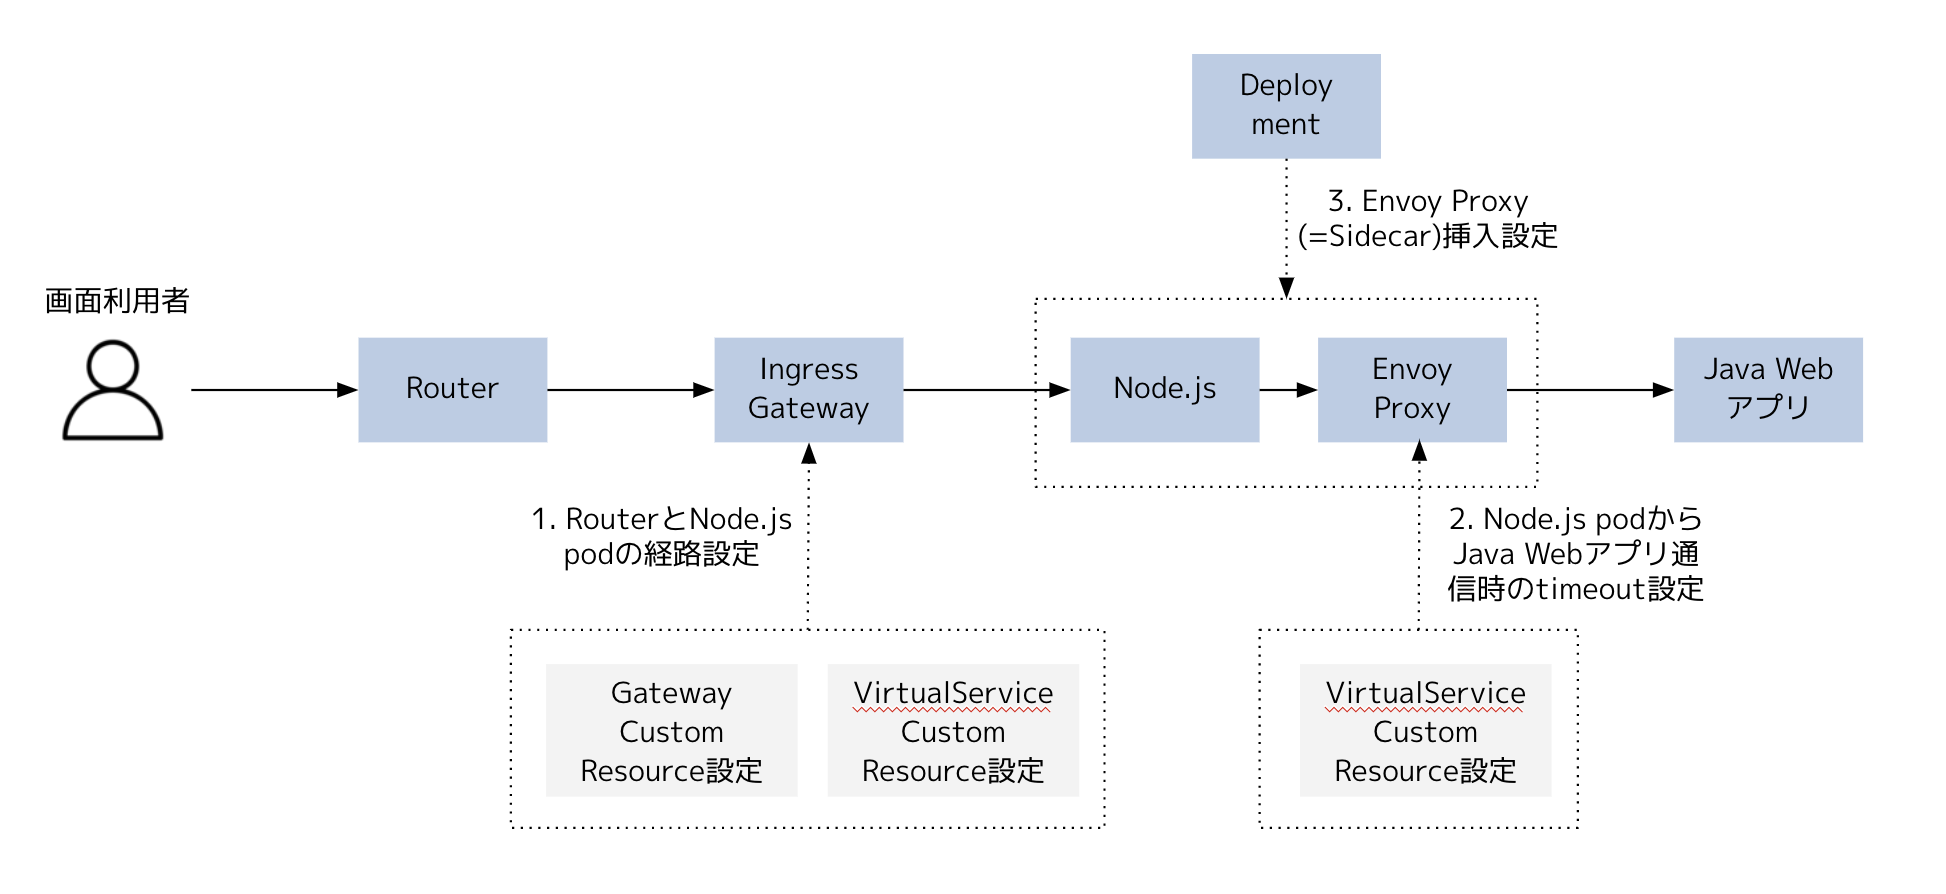 Deploy
ment
3. Envoy Proxy
(=Sidecar)挿入設定
画面利用者
Router
Ingress
Gateway
Node.js
Envoy
Proxy
Java Web
アプリ
1. RouterとNode.js
podの経路設定
2. Node.js podから
Java Webアプリ通
信時のtimeout設定
Gateway
Custom
Resource設定
VirtualService
Custom
Resource設定
VirtualService
Custom
Resource設定